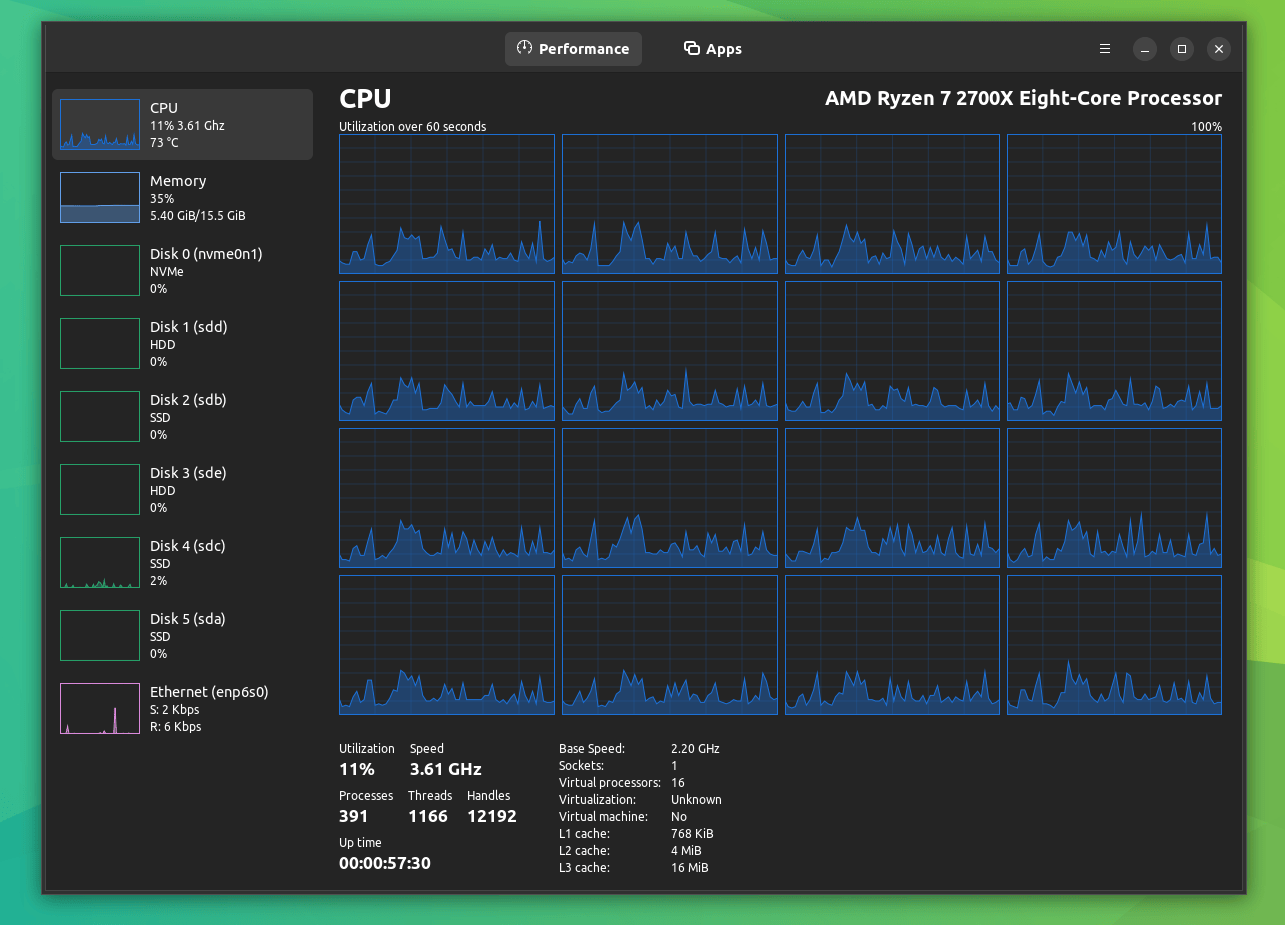 Performance
Apps
CPU
11% 3.61 Ghz
73 °C
Memory
35%
5.40 GiB/15.5 GiB
Disk 0 (nvme0n1)
NVMe
0%
Disk 1 (sdd)
HDD
0%
Disk 2 (sdb)
SSD
0%
Disk 3 (sde)
HDD
0%
Disk 4 (sdc)
SSD
2%
Disk 5 (sda)
SSD
0%
Ethernet (enp6s0)
S: 2 Kbps
R: 6 Kbps
CPU
AMD Ryzen 7 2700X Eight-Core Processor
Utilization over 60 seconds
100%
Utilization Speed
11% 3.61 GHz
Processes Threads Handles
391 1166 12192
Up time
00:00:57:30
Base Speed: 2.20 GHz
Sockets: 1
Virtual processors: 16
Virtualization: Unknown
Virtual machine: No
L1 cache: 768 KiB
L2 cache: 4 MiB
L3 cache: 16 MiB